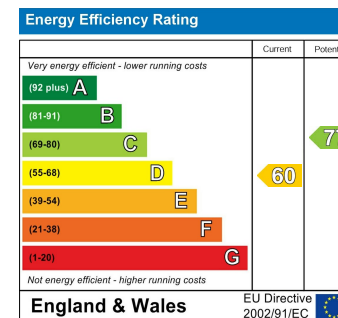 Energy Efficiency Rating
Current
Very energy efficient - lower running costs
(92 plus) A
(81-91) B
(69-80) C
(55-68) D
60
(39-54) E
(21-38) F
(1-20) G
Not energy efficient - higher running costs
England & Wales
EU Directive
2002/91/EC